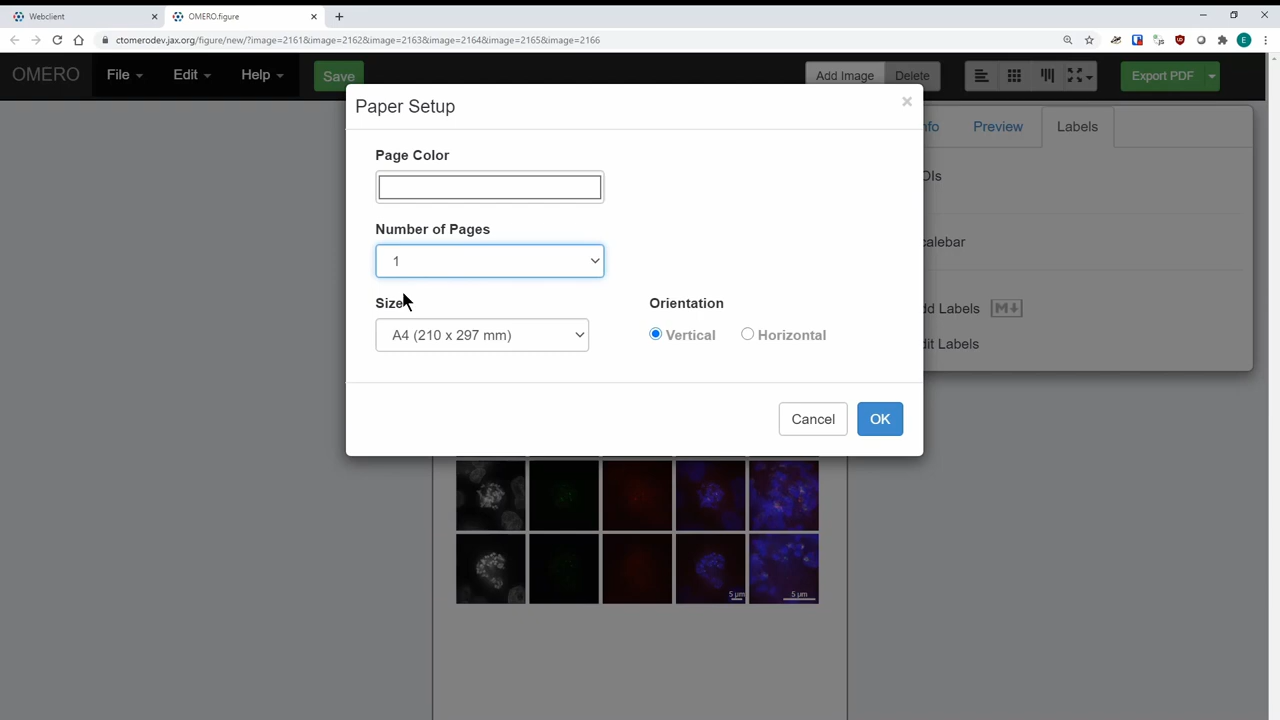 Webclient
OMERO.figure
ctomerodev.jax.org/figure/new/?image=2161&image=2162&image=2163&image=2164&image=2165&image=2166
E
OMERO File Edit Help Save Add Image Delete Export PDF
Paper Setup ×
nfo Preview Labels
Page Color
OIs
Number of Pages
1
calebar
Size Orientation
dd Labels M
A4 (210 x 297 mm) Vertical Horizontal
dit Labels
Cancel OK
5 µm 5 µm